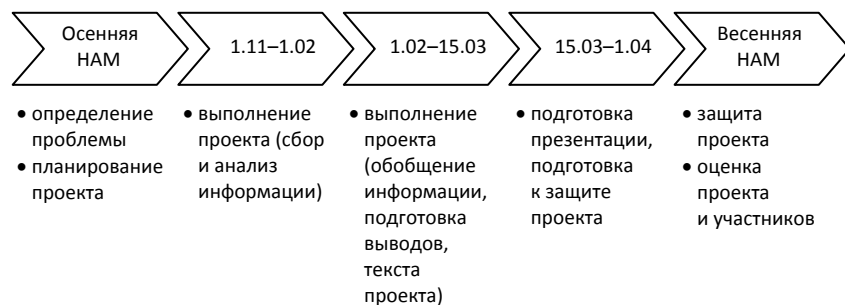 Осенняя
НАМ
1.11–1.02
1.02–15.03
15.03–1.04
Весенняя
НАМ
• определение
проблемы
• планирование
проекта
• выполнение
проекта (сбор
и анализ
информации)
• выполнение
проекта
(обобщение
информации,
подготовка
выводов,
текста
проекта)
• подготовка
презентации,
подготовка
к защите
проекта
• защита
проекта
• оценка
проекта
и участников